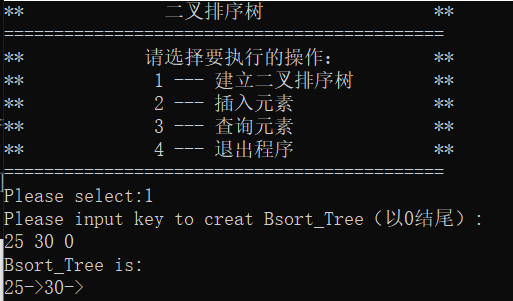 ** 二叉排序树 **
============================================
** 请选择要执行的操作: **
** 1 --- 建立二叉排序树 **
** 2 --- 插入元素 **
** 3 --- 查询元素 **
** 4 --- 退出程序 **
============================================
Please select:1
Please input key to creat Bsort_Tree（以0结尾）:
25 30 0
Bsort_Tree is:
25->30->